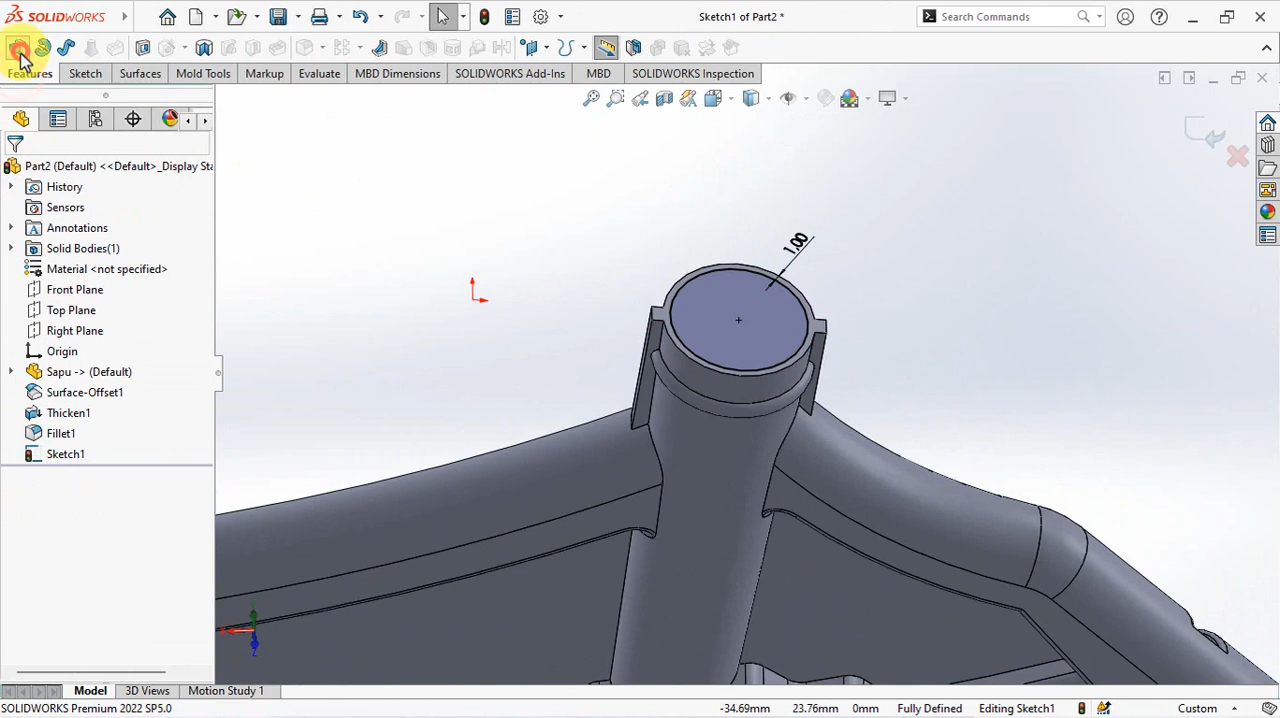 SOLIDWORKS
Sketch1 of Part2 *
Search Commands
Features
Sketch
Surfaces
Mold Tools
Markup
Evaluate
MBD Dimensions
SOLIDWORKS Add-Ins
MBD
SOLIDWORKS Inspection
Part2 (Default) <<Default>_Display Sta
History
Sensors
Annotations
Solid Bodies(1)
Material <not specified>
Front Plane
Top Plane
Right Plane
Origin
Sapu -> (Default)
Surface-Offset1
Thicken1
Fillet1
Sketch1
1.00
Model
3D Views
Motion Study 1
SOLIDWORKS Premium 2022 SP5.0
-34.69mm
23.76mm
0mm
Fully Defined
Editing Sketch1
Custom